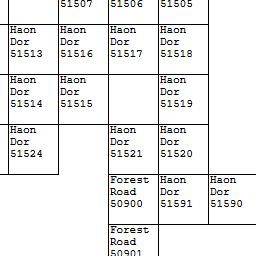 51507 51506 51505
Haon Dor 51513
Haon Dor 51516
Haon Dor 51517
Haon Dor 51518
Haon Dor 51514
Haon Dor 51515
Haon Dor 51519
Haon Dor 51524
Haon Dor 51521
Haon Dor 51520
Forest Road 50900
Haon Dor 51591
Haon Dor 51590
Forest Road 50901